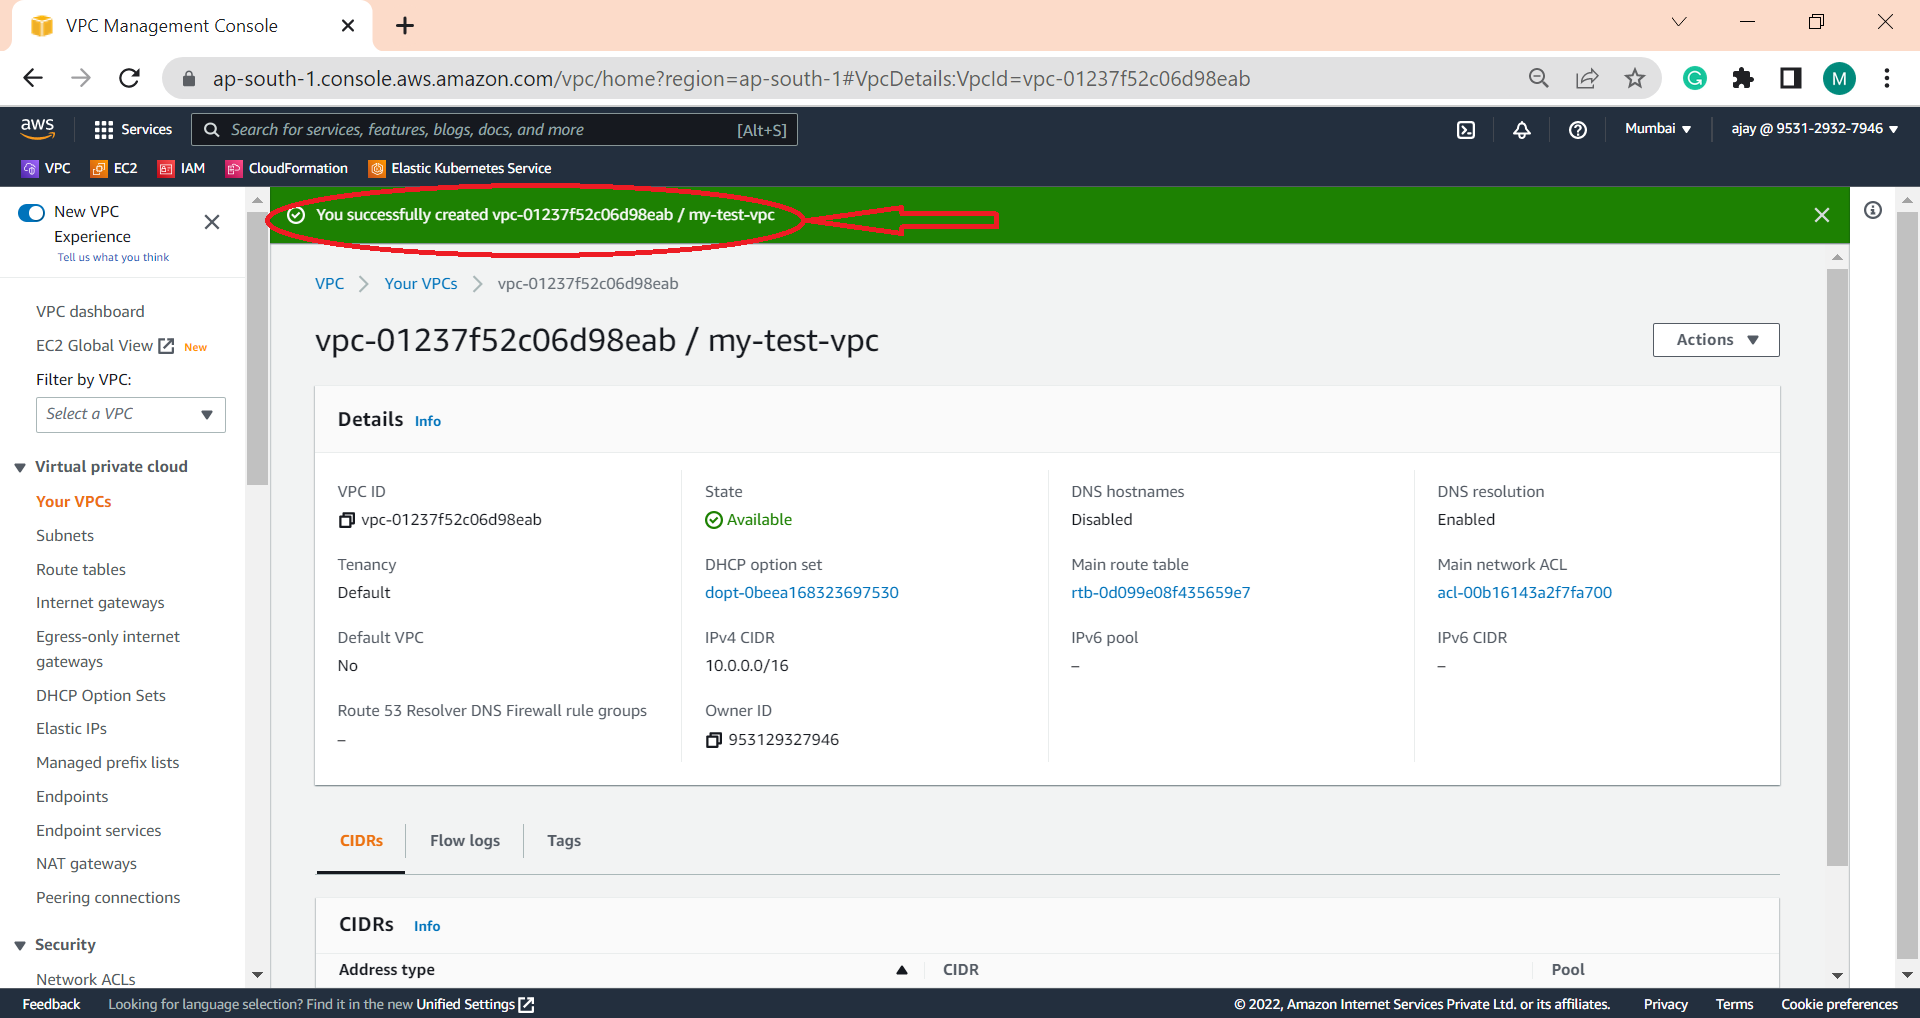 VPC Management Console
ap-south-1.console.aws.amazon.com/vpc/home?region=ap-south-1#VpcDetails:VpcId=vpc-01237f52c06d98eab
M
aws
Services
Search for services, features, blogs, docs, and more
[Alt+S]
Mumbai
ajay @ 9531-2932-7946
VPC
EC2
IAM
CloudFormation
Elastic Kubernetes Service
New VPC
Experience
Tell us what you think
VPC dashboard
EC2 Global View
New
Filter by VPC:
Select a VPC
Virtual private cloud
Your VPCs
Subnets
Route tables
Internet gateways
Egress-only internet
gateways
DHCP Option Sets
Elastic IPs
Managed prefix lists
Endpoints
Endpoint services
NAT gateways
Peering connections
Security
Network ACLs
You successfully created vpc-01237f52c06d98eab / my-test-vpc
VPC
Your VPCs
vpc-01237f52c06d98eab
vpc-01237f52c06d98eab / my-test-vpc
Actions
Details
Info
VPC ID
vpc-01237f52c06d98eab
State
Available
DNS hostnames
Disabled
DNS resolution
Enabled
Tenancy
Default
DHCP option set
dopt-0beea168323697530
Main route table
rtb-0d099e08f435659e7
Main network ACL
acl-00b16143a2f7fa700
Default VPC
No
IPv4 CIDR
10.0.0.0/16
IPv6 pool
–
IPv6 CIDR
–
Route 53 Resolver DNS Firewall rule groups
–
Owner ID
953129327946
CIDRs
Flow logs
Tags
CIDRs
Info
Address type
CIDR
Pool
Feedback
Looking for language selection? Find it in the new Unified Settings
© 2022, Amazon Internet Services Private Ltd. or its affiliates.
Privacy
Terms
Cookie preferences